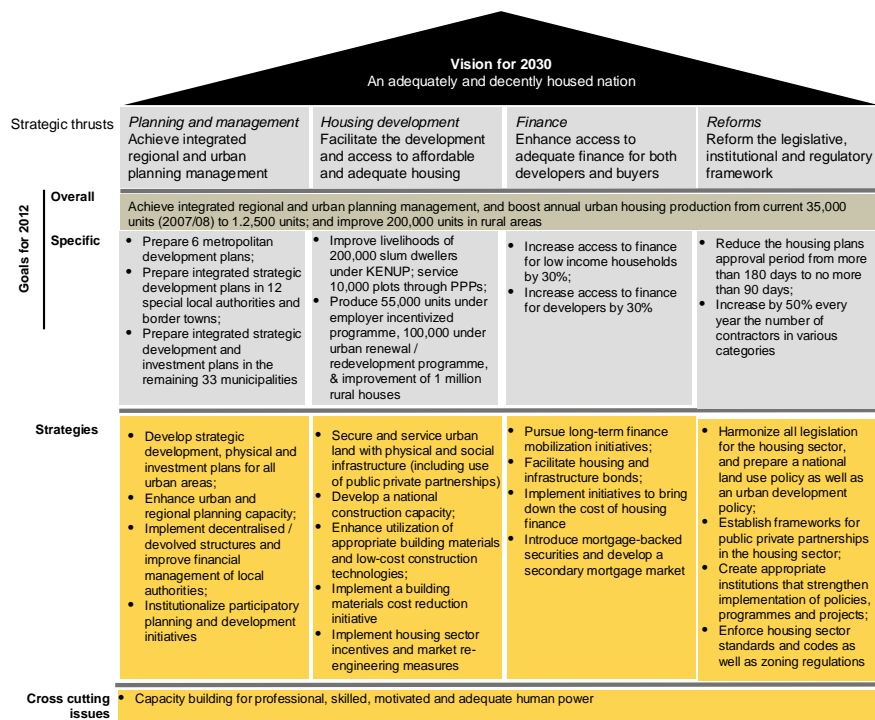 Vision for 2030
An adequately and decently housed nation
Strategic thrusts
Planning and management
Achieve integrated
regional and urban
planning management
Housing development
Facilitate the development
and access to affordable
and adequate housing
Finance
Enhance access to
adequate finance for both
developers and buyers
Reforms
Reform the legislative,
institutional and regulatory
framework
Goals for 2012
Overall
Achieve integrated regional and urban planning management, and boost annual urban housing production from current 35,000
units (2007/08) to 1.2,500 units; and improve 200,000 units in rural areas
Specific
• Prepare 6 metropolitan
development plans;
• Prepare integrated strategic
development plans in 12
special local authorities and
border towns;
• Prepare integrated strategic
development and
investment plans in the
remaining 33 municipalities
• Improve livelihoods of
200,000 slum dwellers
under KENUP; service
10,000 plots through PPPs;
• Produce 55,000 units under
employer incentivized
programme, 100,000 under
urban renewal /
redevelopment programme,
& improvement of 1 million
rural houses
• Increase access to finance
for low income households
by 30%;
• Increase access to finance
for developers by 30%
• Reduce the housing plans
approval period from more
than 180 days to no more
than 90 days;
• Increase by 50% every
year the number of
contractors in various
categories
Strategies
• Develop strategic
development, physical and
investment plans for all
urban areas;
• Enhance urban and
regional planning capacity;
• Implement decentralised /
devolved structures and
improve financial
management of local
authorities;
• Institutionalize participatory
planning and development
initiatives
• Secure and service urban
land with physical and social
infrastructure (including use
of public private partnerships)
• Develop a national
construction capacity;
• Enhance utilization of
appropriate building materials
and low-cost construction
technologies;
• Implement a building
materials cost reduction
initiative
• Implement housing sector
incentives and market re-
engineering measures
• Pursue long-term finance
mobilization initiatives;
• Facilitate housing and
infrastructure bonds;
• Implement initiatives to bring
down the cost of housing
finance
• Introduce mortgage-backed
securities and develop a
secondary mortgage market
• Harmonize all legislation
for the housing sector,
and prepare a national
land use policy as well as
an urban development
policy;
• Establish frameworks for
public private partnerships
in the housing sector;
• Create appropriate
institutions that strengthen
implementation of policies,
programmes and projects;
• Enforce housing sector
standards and codes as
well as zoning regulations
Cross cutting
issues
• Capacity building for professional, skilled, motivated and adequate human power